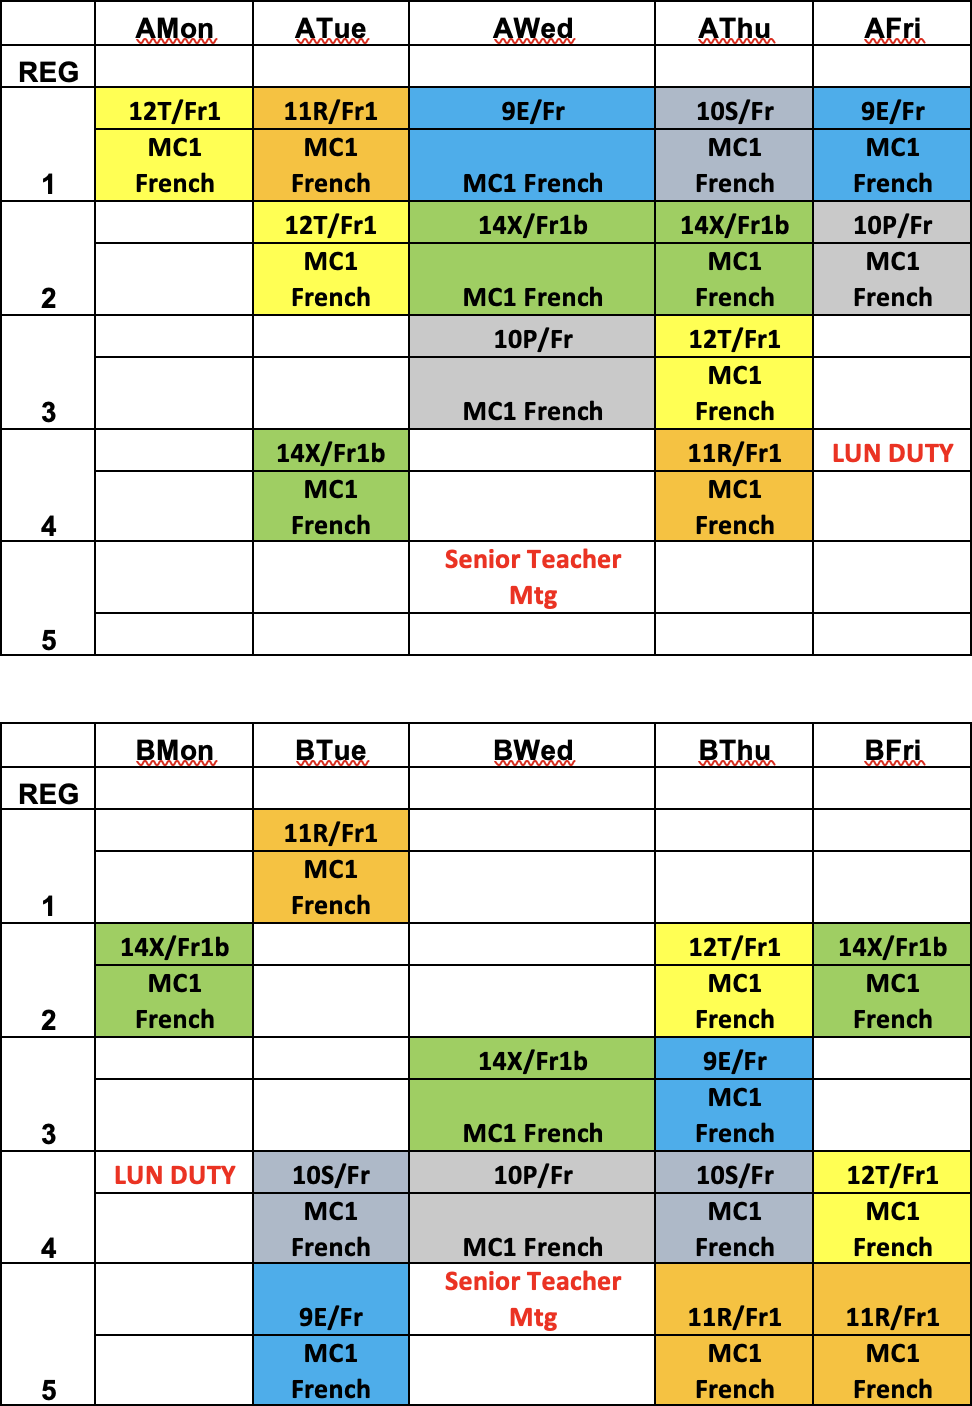 AMon ATue AWed AThu AFri
REG
12T/Fr1 11R/Fr1 9E/Fr 10S/Fr 9E/Fr
MC1 MC1 MC1 MC1
1 French French MC1 French French French
12T/Fr1 14X/Fr1b 14X/Fr1b 10P/Fr
MC1 MC1 MC1
2 French MC1 French French French
10P/Fr 12T/Fr1
MC1
3 MC1 French French
14X/Fr1b 11R/Fr1 LUN DUTY
MC1 MC1
4 French French
Senior Teacher
Mtg
5
BMon BTue BWed BThu BFri
REG
11R/Fr1
MC1
1 French
14X/Fr1b 12T/Fr1 14X/Fr1b
MC1 MC1 MC1
2 French French French
14X/Fr1b 9E/Fr
MC1
3 MC1 French French
LUN DUTY 10S/Fr 10P/Fr 10S/Fr 12T/Fr1
MC1 MC1 MC1
4 French MC1 French French French
Senior Teacher
9E/Fr Mtg 11R/Fr1 11R/Fr1
MC1 MC1 MC1
5 French French French